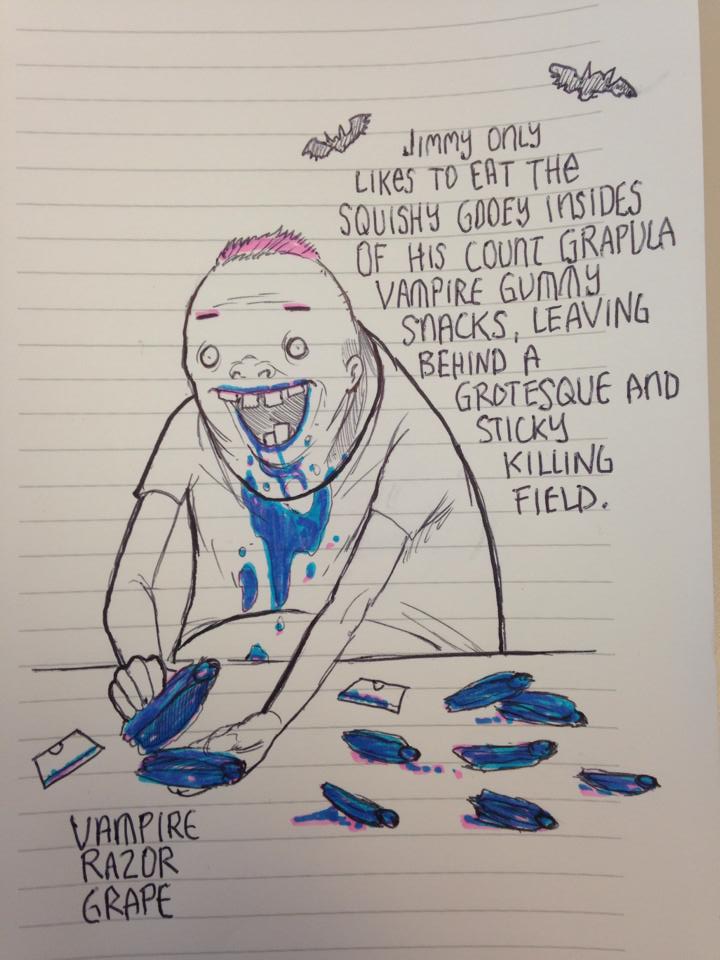 JIMMY ONLY
LIKES TO EAT THE
SQUISHY GOOEY INSIDES
OF HIS COUNT GRAPULA
VAMPIRE GUMMY
SNACKS, LEAVING
BEHIND A
GROTESQUE AND
STICKY
KILLING
FIELD.
VAMPIRE
RAZOR
GRAPE